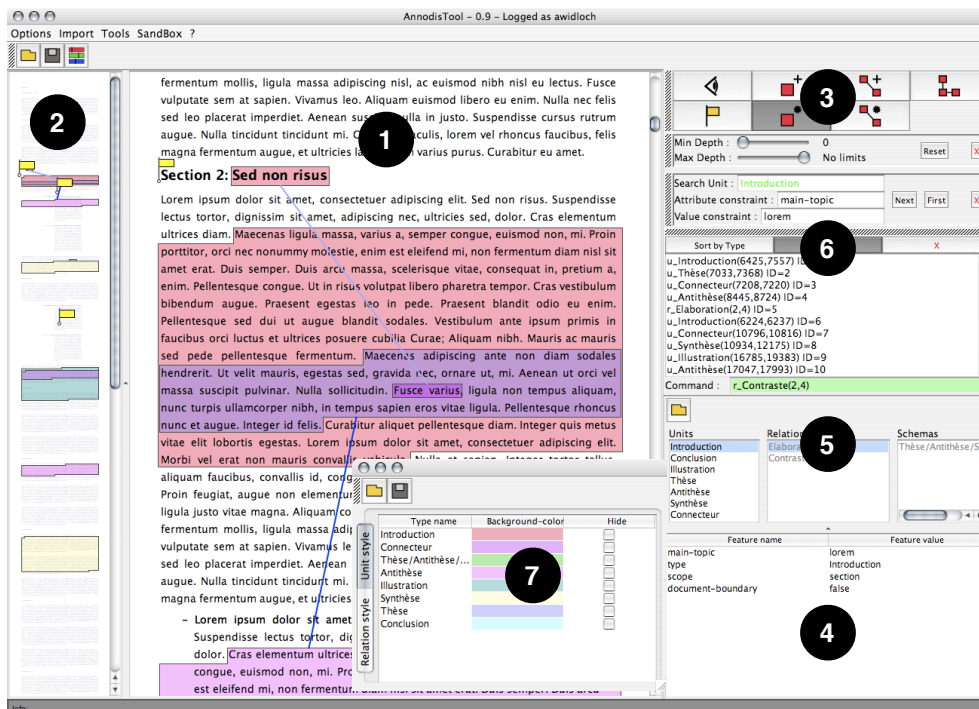 AnnodisTool - 0.9 - Logged as awidloch
Options Import Tools SandBox ?
fermentum mollis, ligula massa adipiscing nisl, ac euismod nibh nisl eu lectus. Fusce
vulputate sem at sapien. Vivamus leo. Aliquam euismod libero eu enim. Nulla nec felis
sed leo placerat imperdiet. Aenean nulla in justo. Suspendisse cursus rutrum
augue. Nulla tincidunt tincidunt mi. iaculis, lorem vel rhoncus faucibus, felis
magna fermentum augue, et ultricies varius purus. Curabitur eu amet.
Section 2: Sed non risus
Lorem ipsum dolor sit amet, consectetuer adipiscing elit. Sed non risus. Suspendisse
lectus tortor, dignissim sit amet, adipiscing nec, ultricies sed, dolor. Cras elementum
ultrices diam. Maecenas ligula massa, varius a, semper congue, euismod non, mi. Proin
porttitor, orci nec nonummy molestie, enim est eleifend mi, non fermentum diam nisl sit
amet erat. Duis semper. Duis arcu massa, scelerisque vitae, consequat in, pretium a,
enim. Pellentesque congue. Ut in risus volutpat libero pharetra tempor. Cras vestibulum
bibendum augue. Praesent egestas leo in pede. Praesent blandit odio eu enim.
Pellentesque sed dui ut augue blandit sodales. Vestibulum ante ipsum primis in
faucibus orci luctus et ultrices posuere cubilia Curae; Aliquam nibh. Mauris ac mauris
sed pede pellentesque fermentum. Maecenas adipiscing ante non diam sodales
hendrerit. Ut velit mauris, egestas sed, gravida nec, ornare ut, mi. Aenean ut orci vel
massa suscipit pulvinar. Nulla sollicitudin. Fusce varius, ligula non tempus aliquam,
nunc turpis ullamcorper nibh, in tempus sapien eros vitae ligula. Pellentesque rhoncus
nunc et augue. Integer id felis. Curabitur aliquet pellentesque diam. Integer quis metus
vitae elit lobortis egestas. Lorem ipsum dolor sit amet, consectetuer adipiscing elit.
Morbi vel erat non mauris convallis vehicula. Nulla et sapien. Integer tortor tellus,
aliquam faucibus, convallis id,
Proin feugiat, augue non
ligula justo vitae magna. Aliquam
fermentum mollis, ligula massa
vulputate sem at sapien. Vivamus
sed leo placerat imperdiet. Aenean
augue. Nulla tincidunt tincidunt mi.
magna fermentum augue, et ultricies
– Lorem ipsum dolor sit amet
Suspendisse lectus tortor,
dolor. Cras elementum ultrices
congue, euismod non, mi.
est eleifend mi, non fermentum diam nisl sit amet erat. Duis semper. Duis arcu
1
2
3
Min Depth : 0
Max Depth : No limits
Reset
X
Search Unit : Introduction
Attribute constraint : main-topic
Next First X
Value constraint : lorem
Sort by Type
X
6
u_Introduction(6425,7557) ID=1
u_Thèse(7033,7368) ID=2
u_Connecteur(7208,7220) ID=3
u_Antithèse(8445,8724) ID=4
r_Elaboration(2,4) ID=5
u_Introduction(6224,6237) ID=6
u_Connecteur(10796,10816) ID=7
u_Synthèse(10934,12175) ID=8
u_Illustration(16785,19383) ID=9
u_Antithèse(17047,17993) ID=10
Command : r_Contraste(2,4)
Units
Introduction
Conclusion
Illustration
Thèse
Antithèse
Synthèse
Connecteur
5
Schemas
Thèse/Antithèse/S
Feature name Feature value
main-topic lorem
type Introduction
scope section
document-boundary false
4
Unit style
Relation style
Type name Background-color Hide
Introduction
Connecteur
Thèse/Antithèse/...
Antithèse
Illustration
Synthèse
Thèse
Conclusion
7
Info: